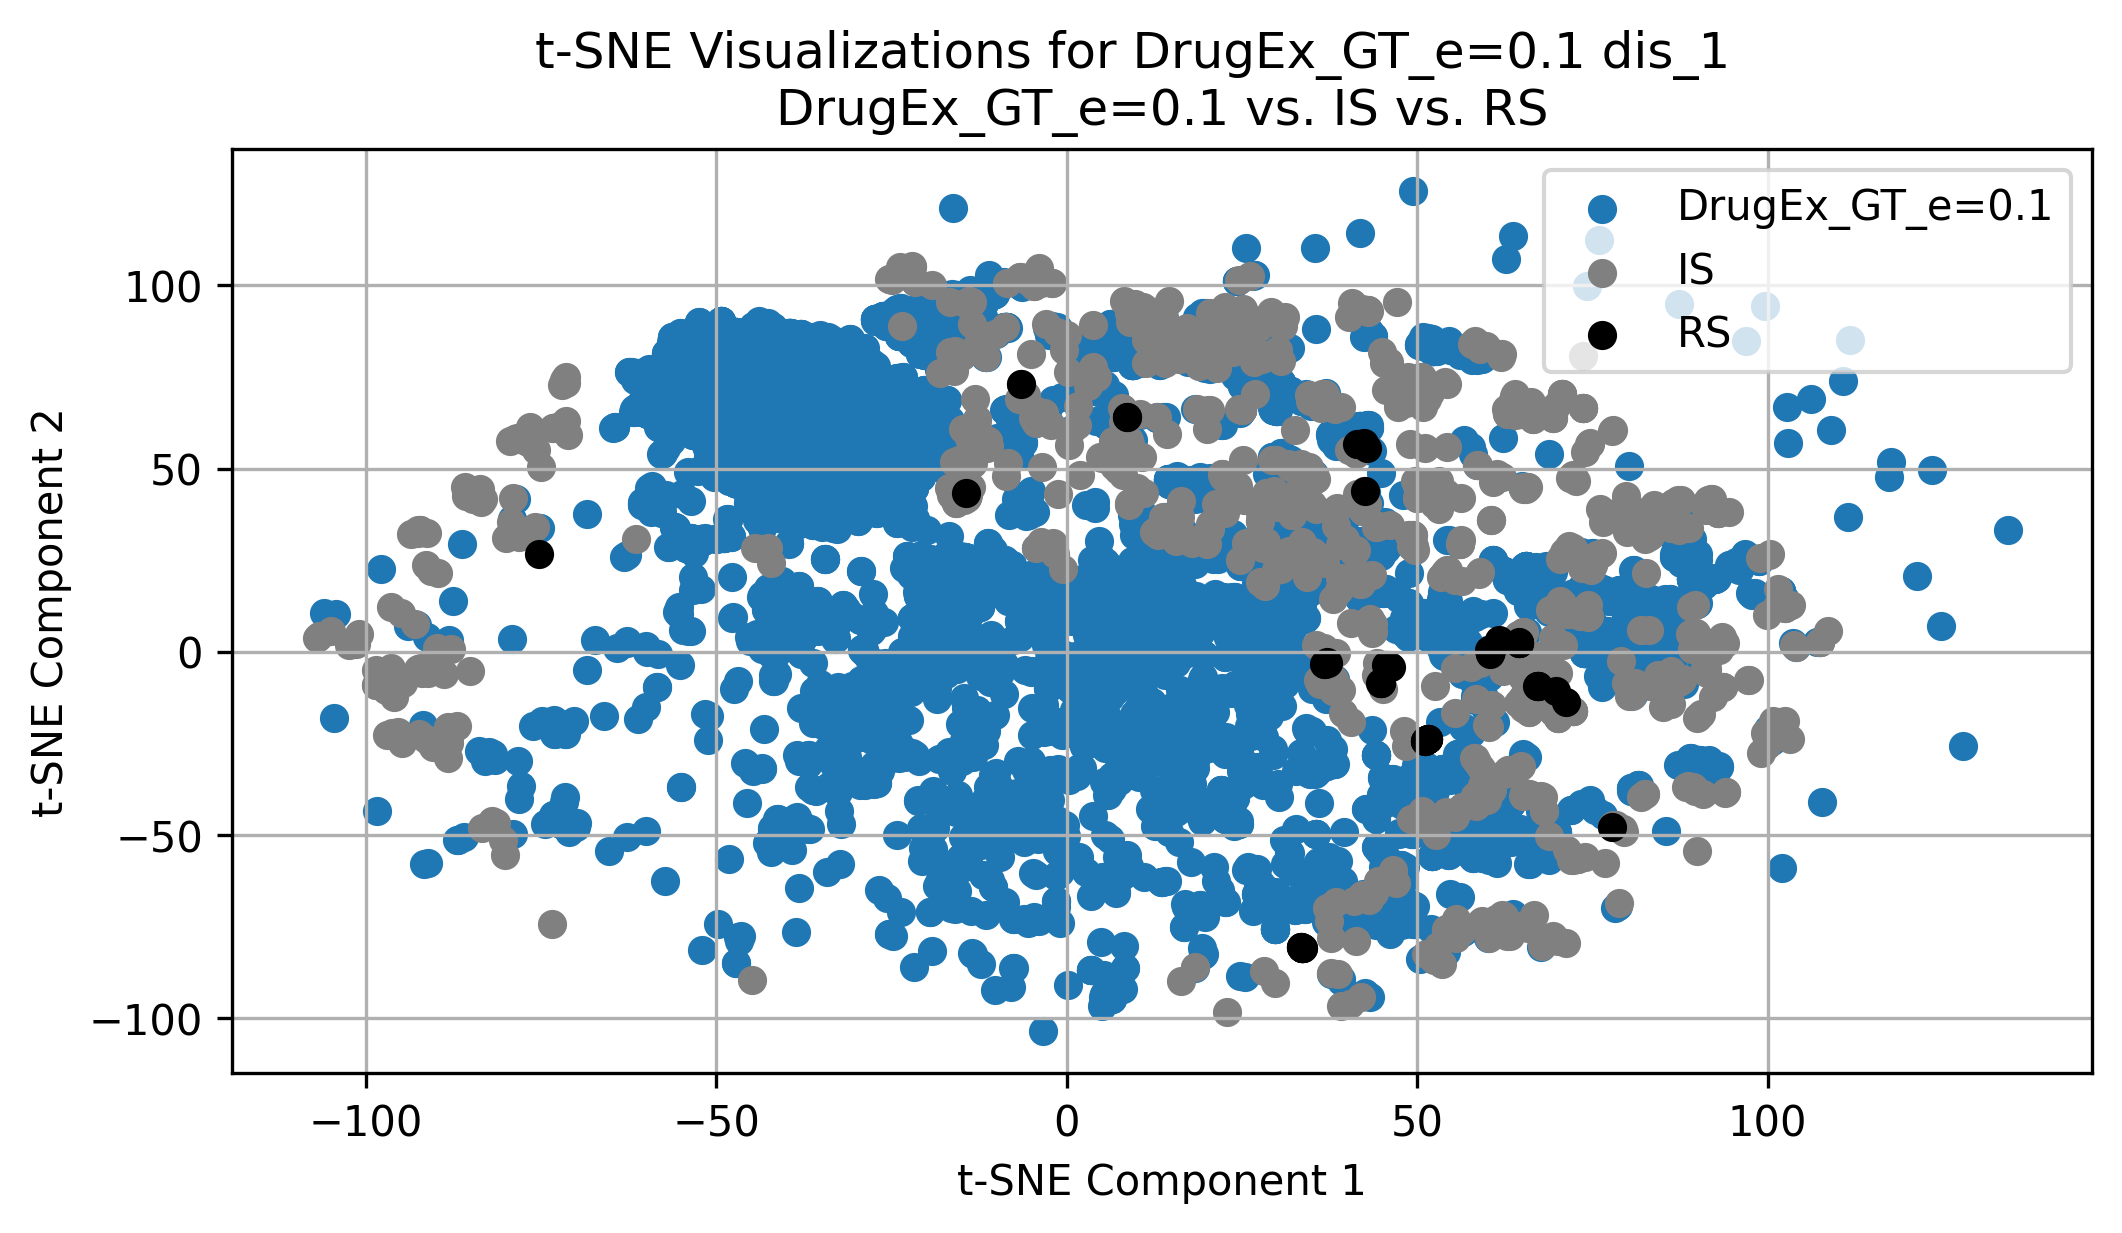 t-SNE Visualizations for DrugEx_GT_e=0.1 dis_1
DrugEx_GT_e=0.1 vs. IS vs. RS
DrugEx_GT_e=0.1
IS
RS
t-SNE Component 2
100
50
0
−50
−100
−100
−50
0
50
100
t-SNE Component 1